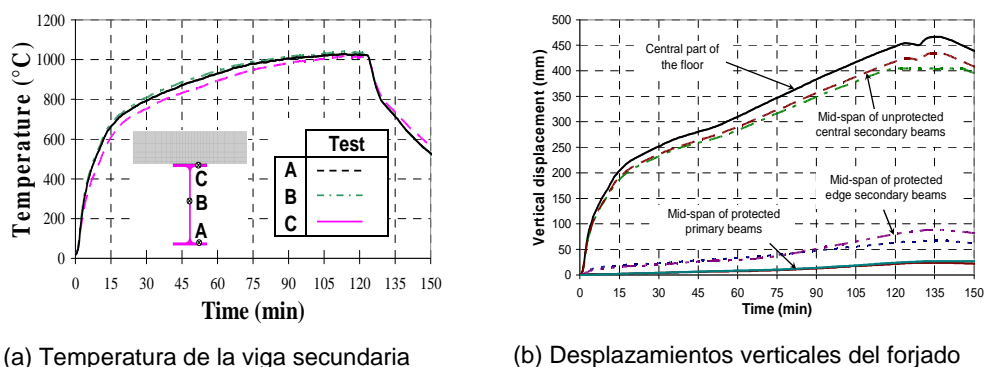 1200
1000
800
600
400
200
0
Temperature (°C)
0 15 30 45 60 75 90 105 120 135 150
Time (min)
C
B
A
Test
A
B
C
(a) Temperatura de la viga secundaria
500
450
400
350
300
250
200
150
100
50
0
Vertical displacement (mm)
Central part of
the floor
Mid-span of unprotected
central secondary beams
Mid-span of protected
edge secondary beams
Mid-span of protected
primary beams
0 15 30 45 60 75 90 105 120 135 150
Time (min)
(b) Desplazamientos verticales del forjado